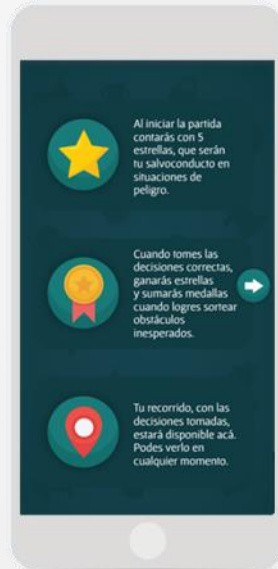 Al iniciar la partida
contarás con 5
estrellas, que serán
tu salvoconducto en
situaciones de
peligro.
Cuando tomes las
decisiones correctas,
ganarás estrellas
y sumarás medallas
cuando logres sortear
obstáculos
inesperados.
Tu recorrido, con las
decisiones tomadas,
estará disponible acá.
Podes verlo en
cualquier momento.